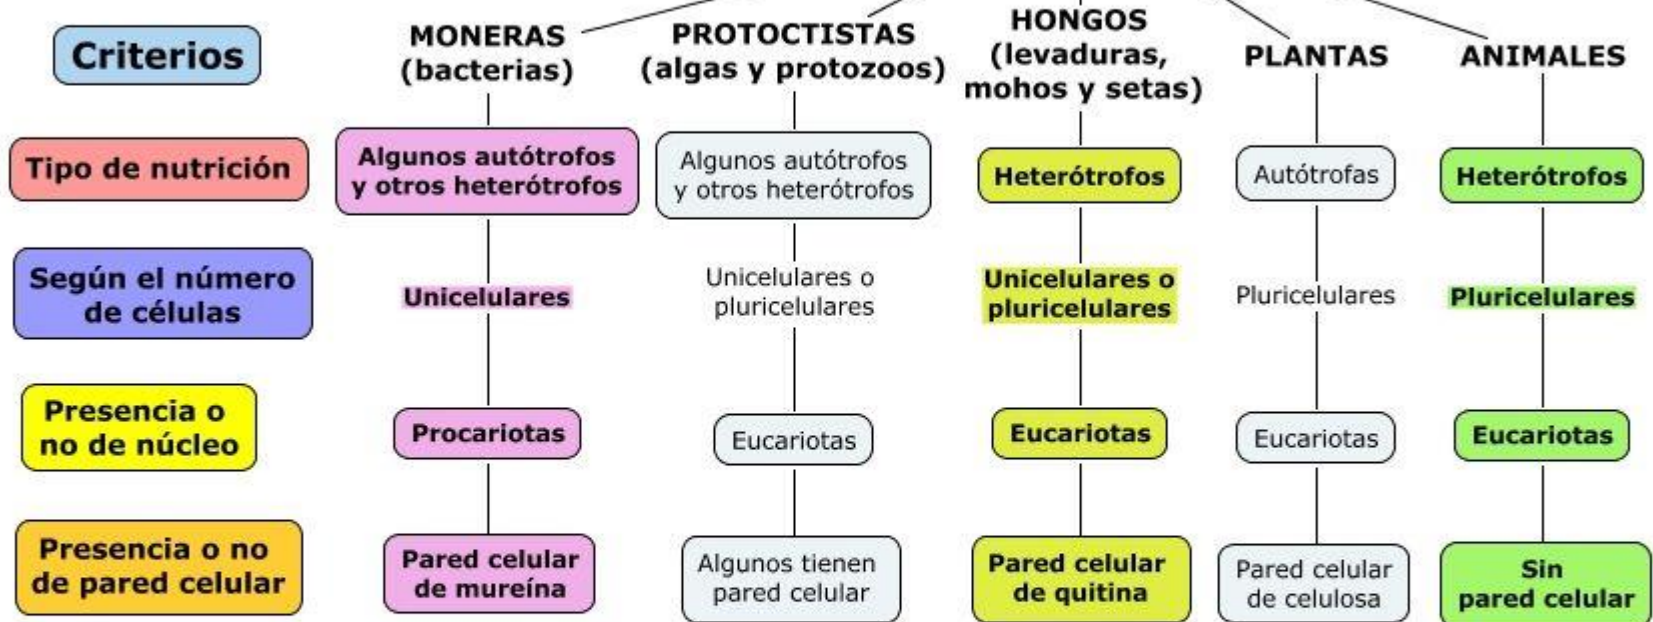 Criterios
MONERAS
(bacterias)
PROTOCTISTAS
(algas y protozoos)
HONGOS
(levaduras,
mohos y setas)
PLANTAS
ANIMALES
Tipo de nutrición
Algunos autótrofos
y otros heterótrofos
Algunos autótrofos
y otros heterótrofos
Heterótrofos
Autótrofas
Heterótrofos
Según el número
de células
Unicelulares
Unicelulares o
pluricelulares
Unicelulares o
pluricelulares
Pluricelulares
Pluricelulares
Presencia o
no de núcleo
Procariotas
Eucariotas
Eucariotas
Eucariotas
Eucariotas
Presencia o no
de pared celular
Pared celular
de mureína
Algunos tienen
pared celular
Pared celular
de quitina
Pared celular
de celulosa
Sin
pared celular